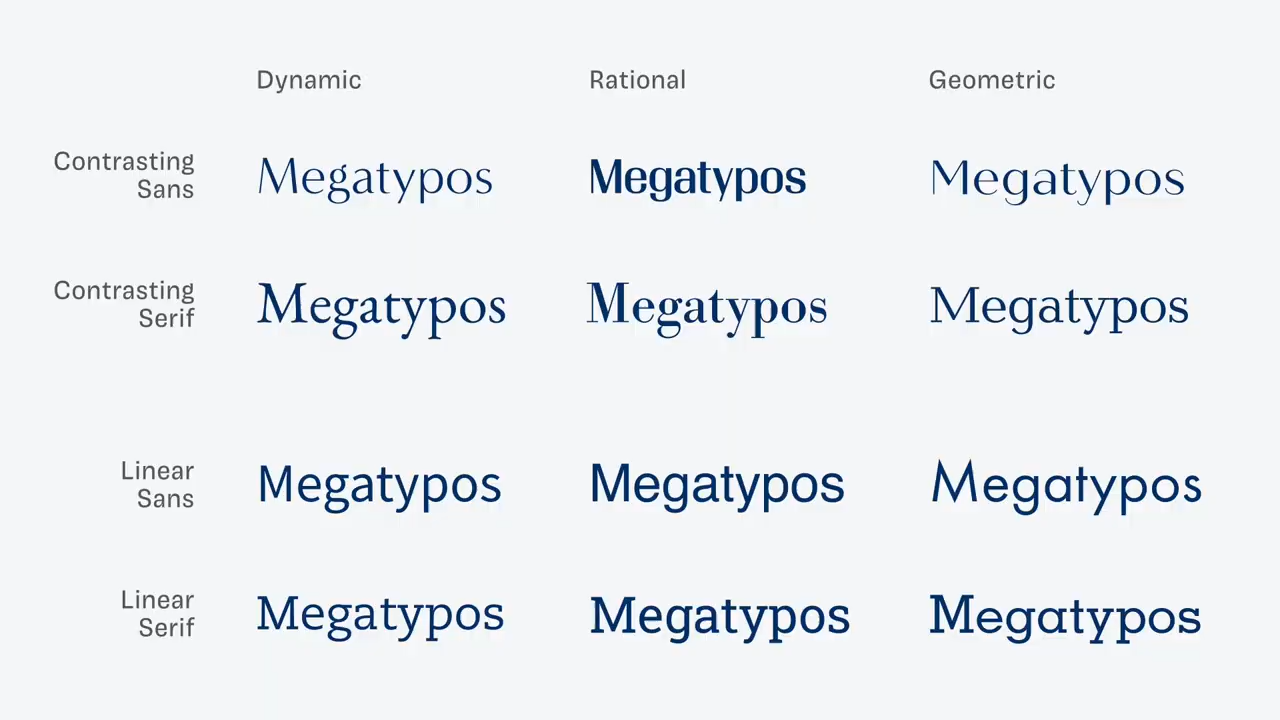 Dynamic Rational Geometric
Contrasting
Sans
Megatypos Megatypos Megatypos
Contrasting
Serif
Megatypos Megatypos Megatypos
Linear
Sans
Megatypos Megatypos Megatypos
Linear
Serif
Megatypos Megatypos Megatypos